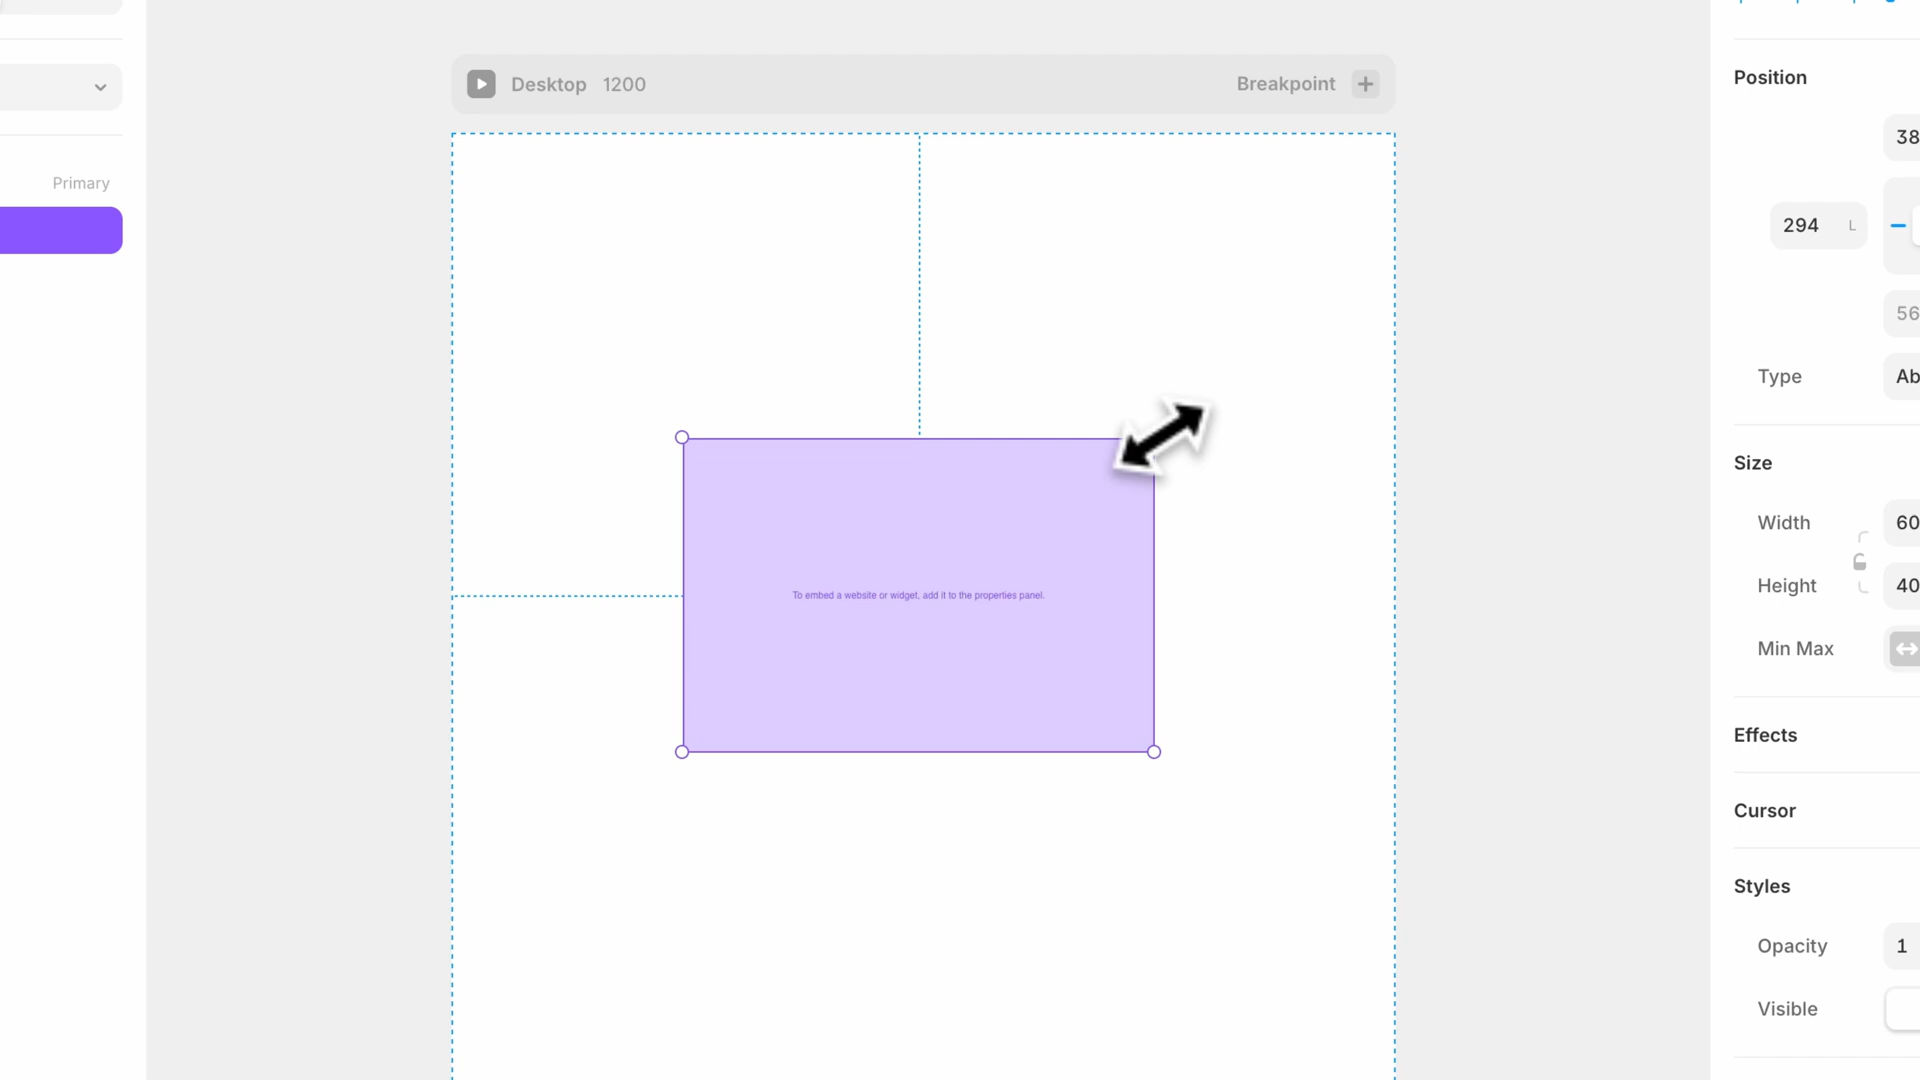 Desktop 1200
Breakpoint
Primary
To embed a website or widget, add it to the properties panel.
Position
38
294 L
56
Type Ab
Size
Width 60
Height 40
Min Max
Effects
Cursor
Styles
Opacity 1
Visible